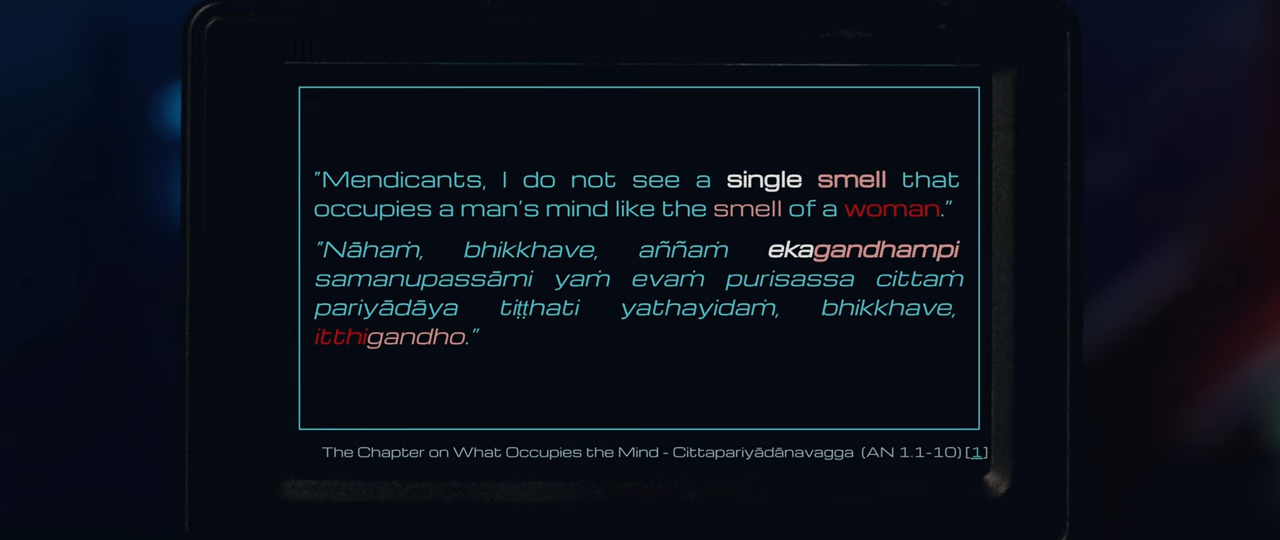 "Mendicants, I do not see a single smell that
occupies a man's mind like the smell of a woman."
"Nāhaṁ, bhikkhave, aññaṁ ekagandhampi
samanupassāmi yaṁ evaṁ purisassa cittaṁ
pariyādāya tiṭṭhati yathayidaṁ, bhikkhave,
itthigandho."
The Chapter on What Occupies the Mind - Cittapariyādānavagga (AN 1.1-10) [1]